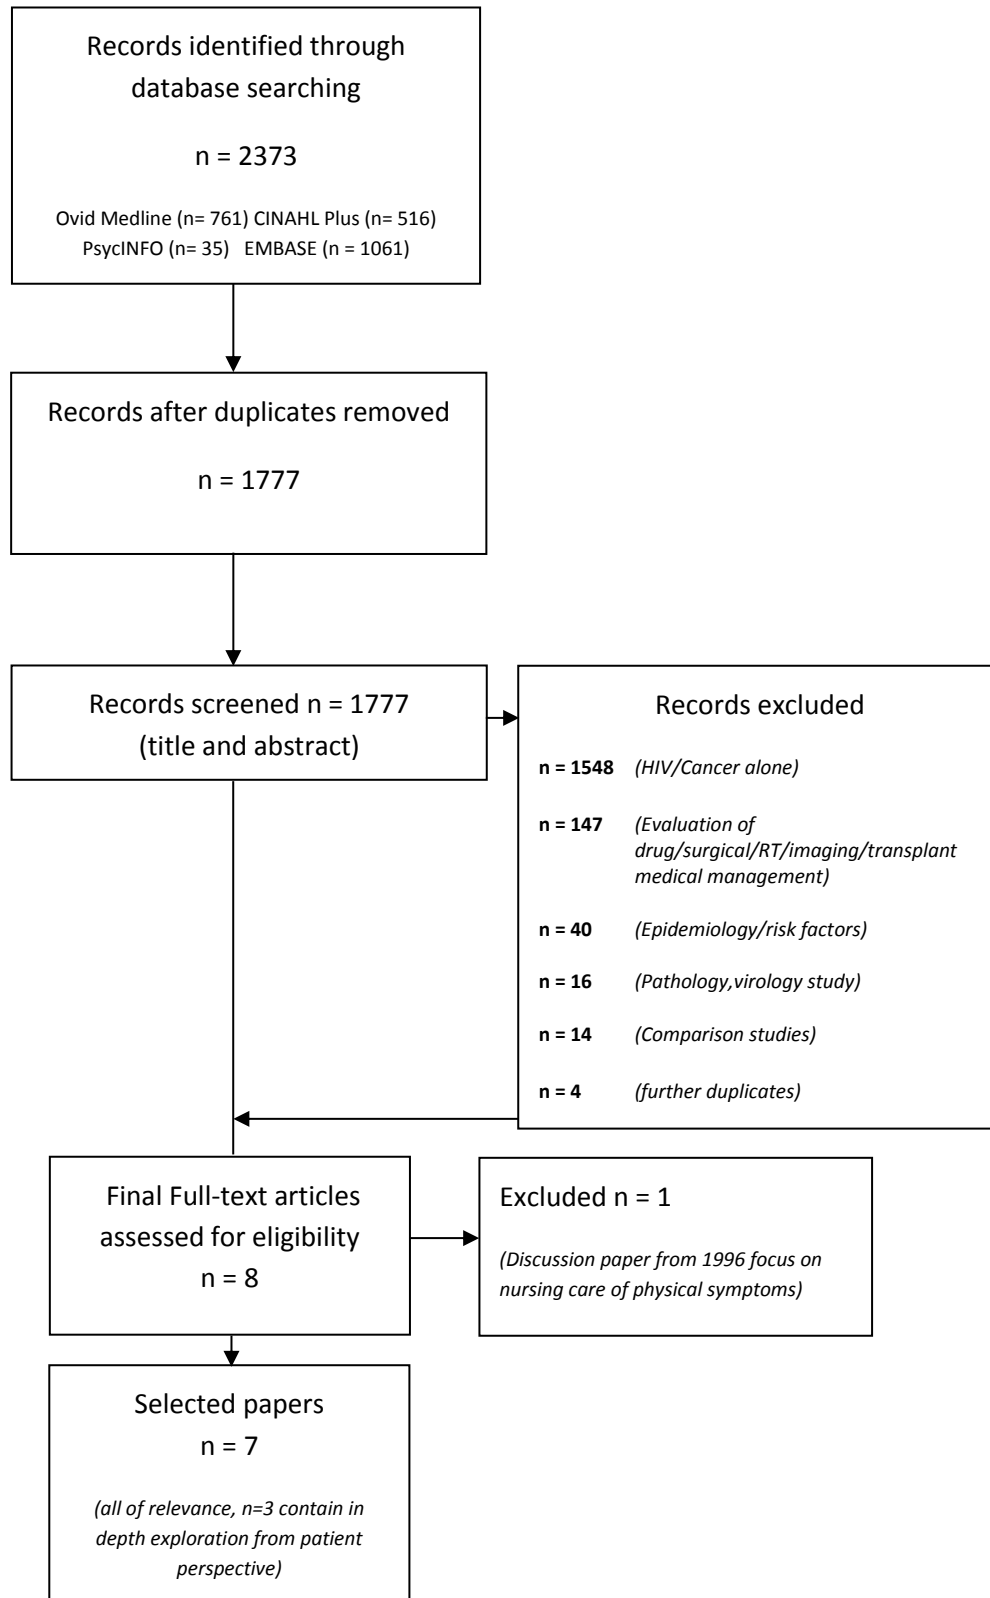 Records identified through
database searching
n = 2373
Ovid Medline (n= 761) CINAHL Plus (n= 516)
PsycINFO (n= 35)   EMBASE (n = 1061)
Records after duplicates removed
n = 1777
Records screened n = 1777
(title and abstract)
Records excluded
n = 1548   (HIV/Cancer alone)
n = 147   (Evaluation of
drug/surgical/RT/imaging/transplant
medical management)
n = 40   (Epidemiology/risk factors)
n = 16   (Pathology,virology study)
n = 14   (Comparison studies)
n = 4   (further duplicates)
Final Full-text articles
assessed for eligibility
n = 8
Excluded n = 1
(Discussion paper from 1996 focus on
nursing care of physical symptoms)
Selected papers
n = 7
(all of relevance, n=3 contain in
depth exploration from patient
perspective)